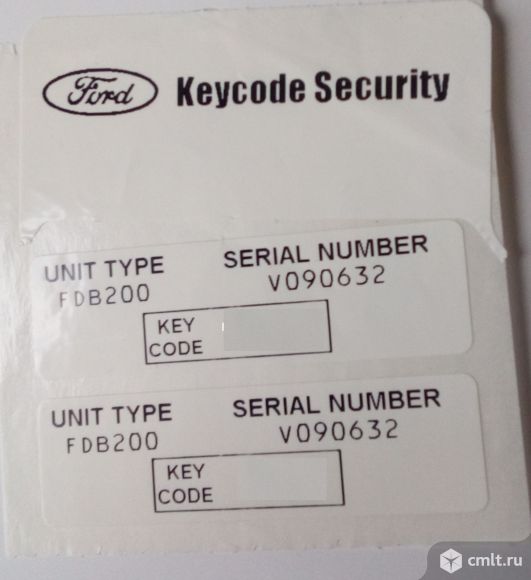 Ford Keycode Security
UNIT TYPE SERIAL NUMBER
FDB200 V090632
KEY
CODE
UNIT TYPE SERIAL NUMBER
FDB200 V090632
KEY
CODE
cmlt.ru